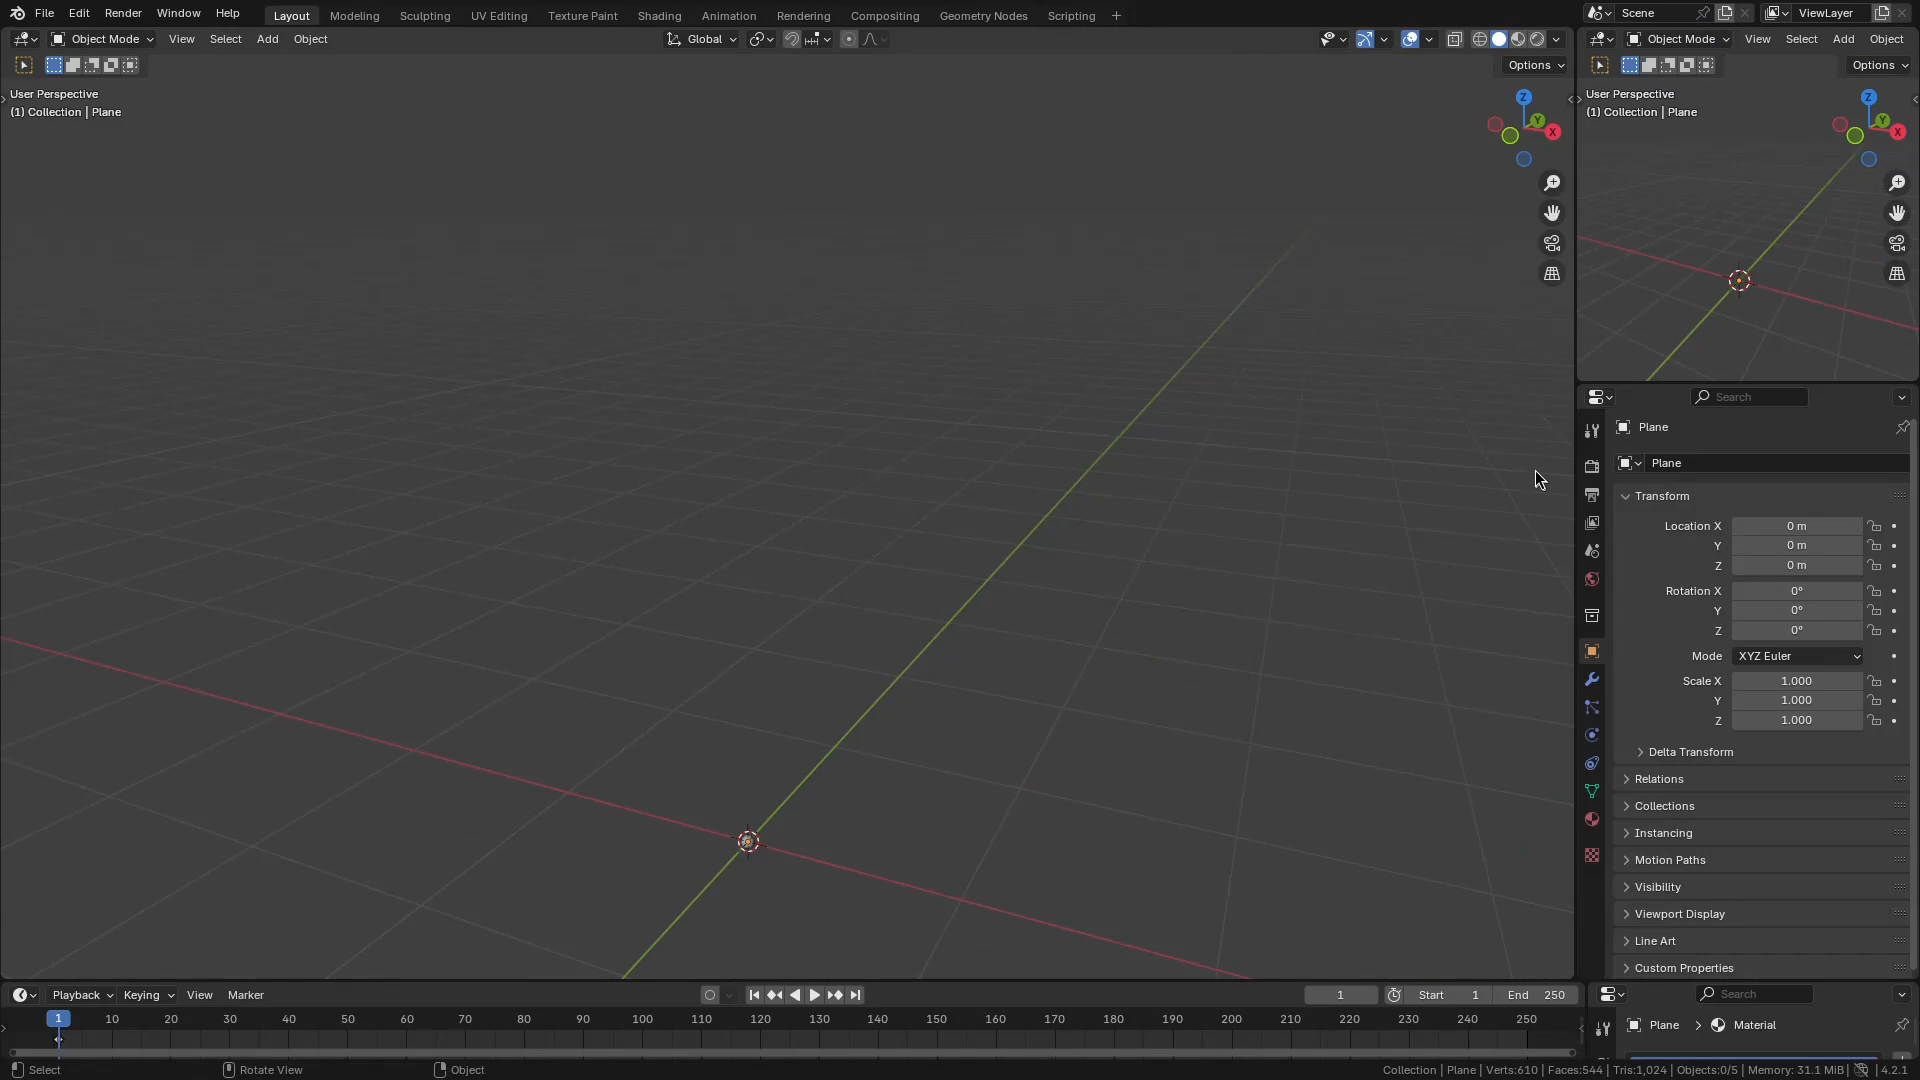 File Edit Render Window Help Layout Modeling Sculpting UV Editing Texture Paint Shading Animation Rendering Compositing Geometry Nodes Scripting + Scene ViewLayer
Object Mode View Select Add Object Global Object Mode View Select Add Object
Options Options
User Perspective
(1) Collection | Plane
Z
Y
X
User Perspective
(1) Collection | Plane
Z
Y
X
Search
Plane
Plane
Transform
Location X 0 m
Y 0 m
Z 0 m
Rotation X 0°
Y 0°
Z 0°
Mode XYZ Euler
Scale X 1.000
Y 1.000
Z 1.000
Delta Transform
Relations
Collections
Instancing
Motion Paths
Visibility
Viewport Display
Line Art
Custom Properties
Playback Keying View Marker 1 Start 1 End 250
1 10 20 30 40 50 60 70 80 90 100 110 120 130 140 150 160 170 180 190 200 210 220 230 240 250
Search
Plane > Material
Select Rotate View Object Collection | Plane | Verts:610 | Faces:544 | Tris:1,024 | Objects:0/5 | Memory: 31.1 MiB | 4.2.1